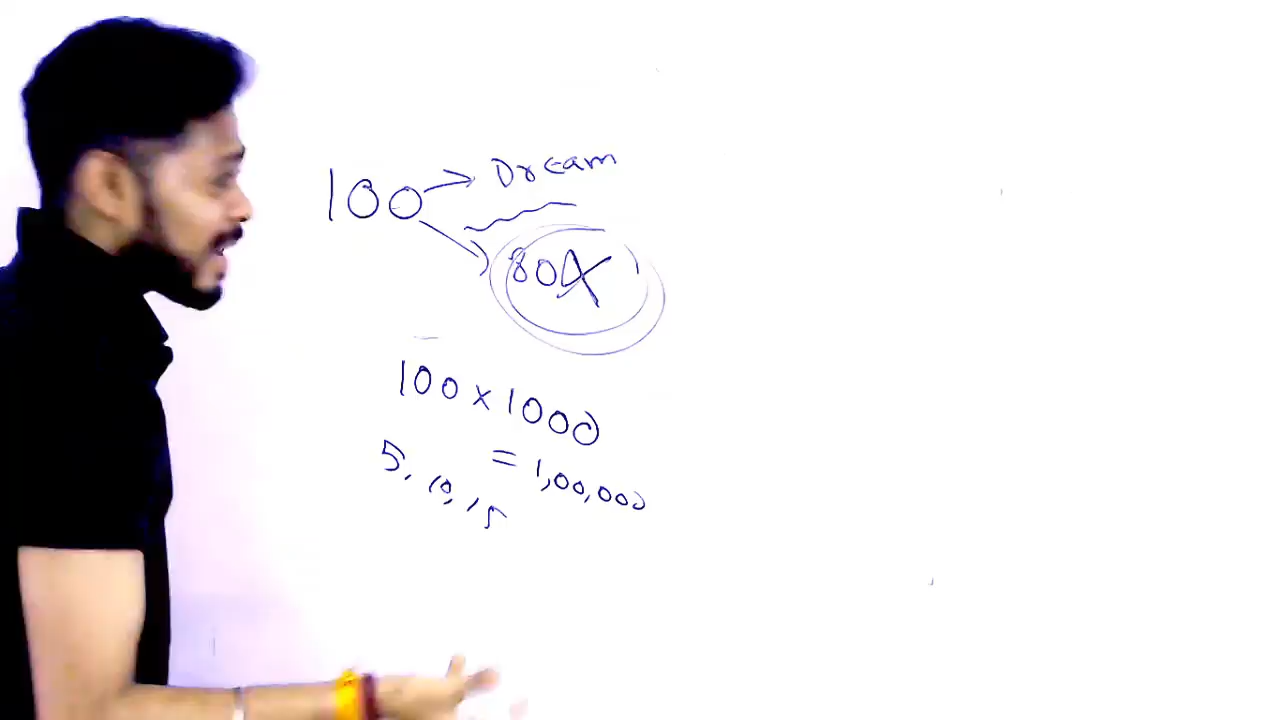 100 → Dream
80X
100 x 1000
= 1,00,000
5, 10, 15